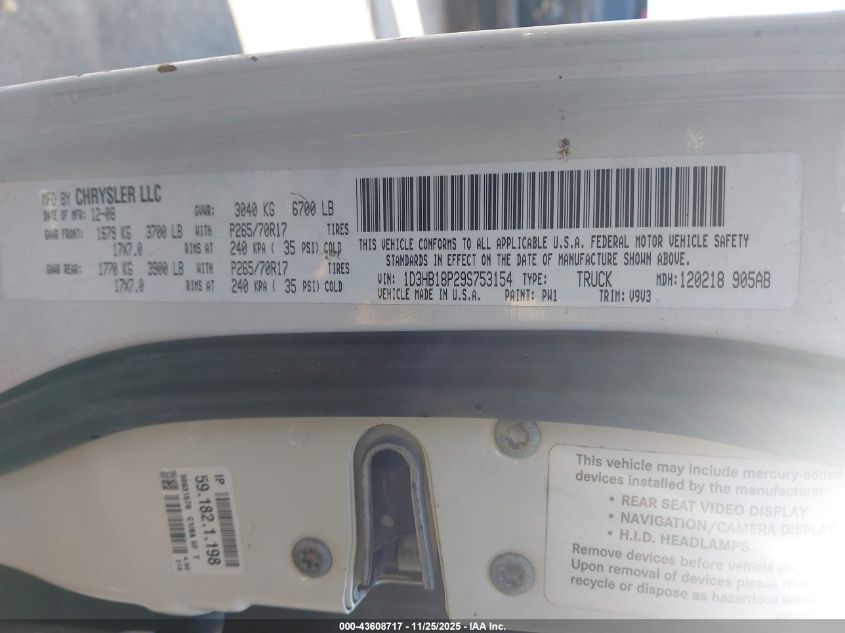 MFD BY CHRYSLER LLC
DATE OF MFR: 12-08 GVWR: 3040 KG 6700 LB
GAWR FRONT: 1679 KG 3700 LB WITH P265/70R17 TIRES
17X7.0 RIMS AT 240 KPA ( 35 PSI) COLD
GAWR REAR: 1770 KG 3900 LB WITH P265/70R17 TIRES
17X7.0 RIMS AT 240 KPA ( 35 PSI) COLD
THIS VEHICLE CONFORMS TO ALL APPLICABLE U.S.A. FEDERAL MOTOR VEHICLE SAFETY
STANDARDS IN EFFECT ON THE DATE OF MANUFACTURE SHOWN ABOVE.
VIN: 1D3HB18P29S753154 TYPE: TRUCK MDH: 120218 905AB
VEHICLE MADE IN U.S.A. PAINT: PW1 TRIM: V9V3
IP
59.182.1.198
This vehicle may include mercury-added
devices installed by the manufacturer:
• REAR SEAT VIDEO DISPLAY
• NAVIGATION/CAMERA DISPLAY
• H.I.D. HEADLAMPS
Remove devices before vehicle
Upon removal of devices please
recycle or dispose as hazardous
000-43608717 - 11/25/2025 - IAA Inc.